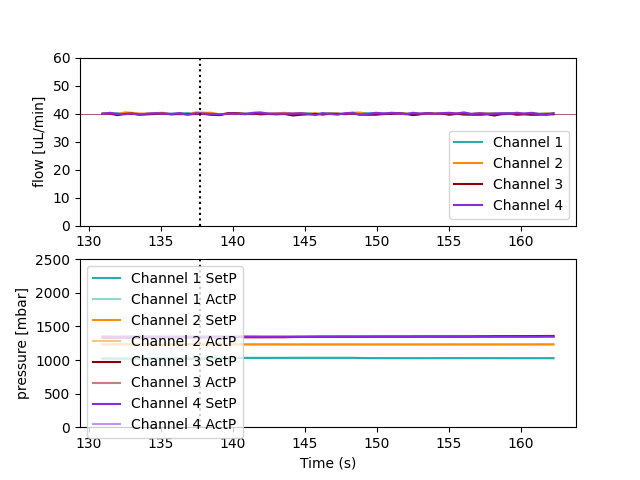 60
50
40
30
20
10
0
flow [uL/min]
Channel 1
Channel 2
Channel 3
Channel 4
130 135 140 145 150 155 160
2500
2000
1500
1000
500
0
pressure [mbar]
Channel 1 SetP
Channel 1 ActP
Channel 2 SetP
Channel 2 ActP
Channel 3 SetP
Channel 3 ActP
Channel 4 SetP
Channel 4 ActP
130 135 140 145 150 155 160
Time (s)